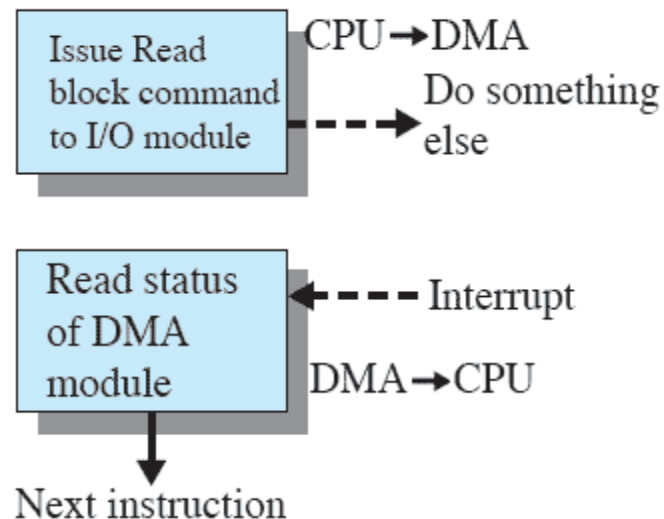 Issue Read
block command
to I/O module
CPU→DMA
Do something
else
Read status
of DMA
module
Interrupt
DMA→CPU
Next instruction